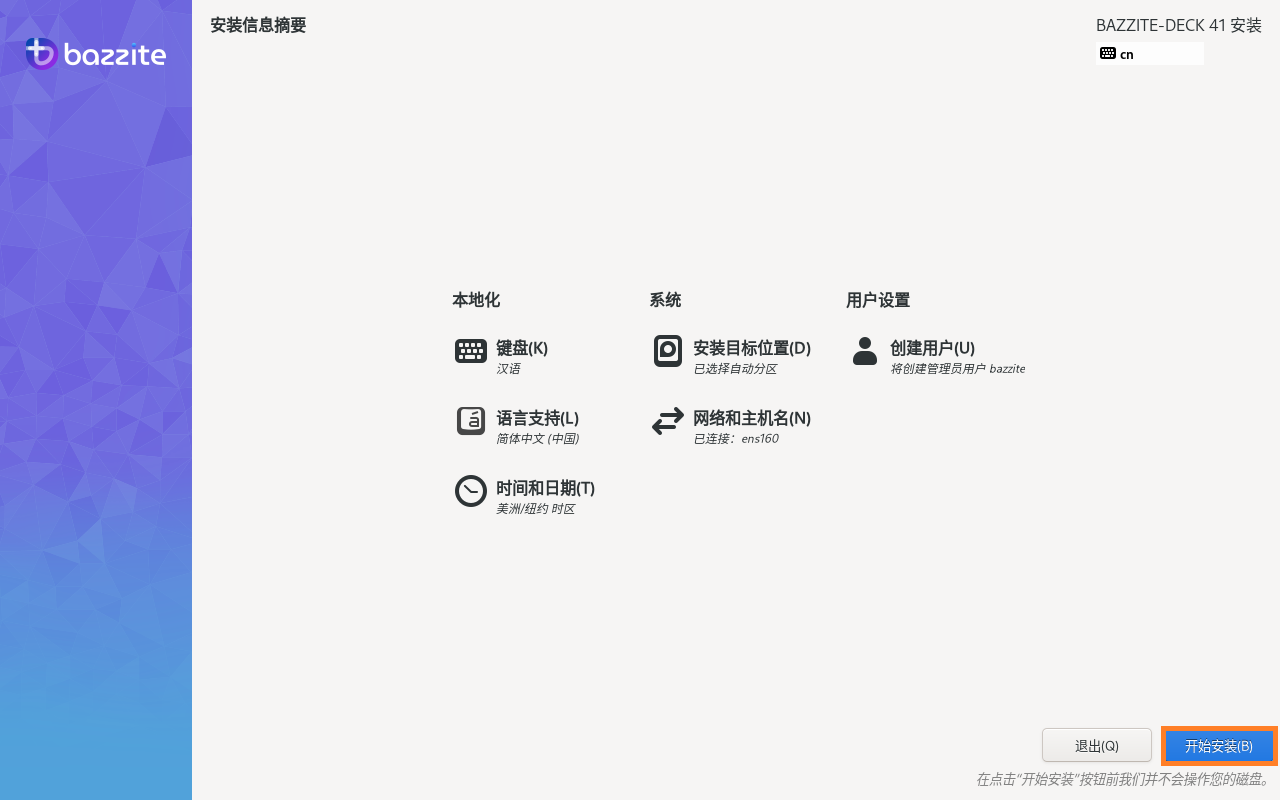 bazzite
安装信息摘要
BAZZITE-DECK 41 安装
cn
本地化
键盘(K)
汉语
语言支持(L)
简体中文 (中国)
时间和日期(T)
美洲/纽约 时区
系统
安装目标位置(D)
已选择自动分区
网络和主机名(N)
已连接：ens160
用户设置
创建用户(U)
将创建管理员用户 bazzite
退出(Q)
开始安装(B)
在点击“开始安装”按钮前我们并不会操作您的磁盘。